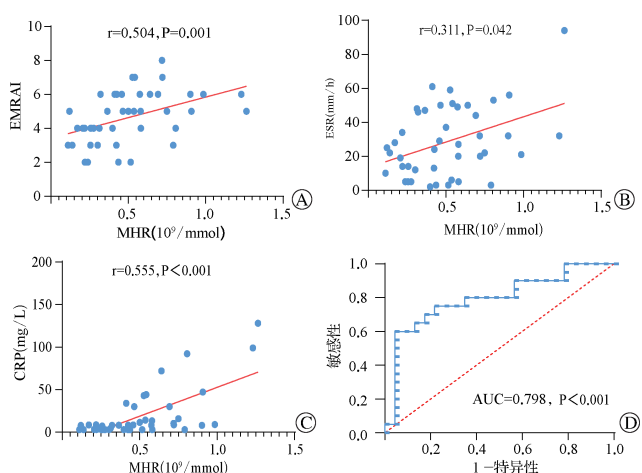 r=0.504,P=0.001
EMRAI
10
8
6
4
2
0
0.5
1.0
1.5
MHR(10⁹/mmol)
A
r=0.311,P=0.042
ESR(mm/h)
100
80
60
40
20
0
0.5
1.0
1.5
MHR(10⁹/mmol)
B
r=0.555,P<0.001
CRP(mg/L)
200
150
100
50
0
0.5
1.0
1.5
MHR(10⁹/mmol)
C
敏感性
1.0
0.8
0.6
0.4
0.2
0.0
0.2
0.4
0.6
0.8
1.0
AUC=0.798, P<0.001
1-特异性
D